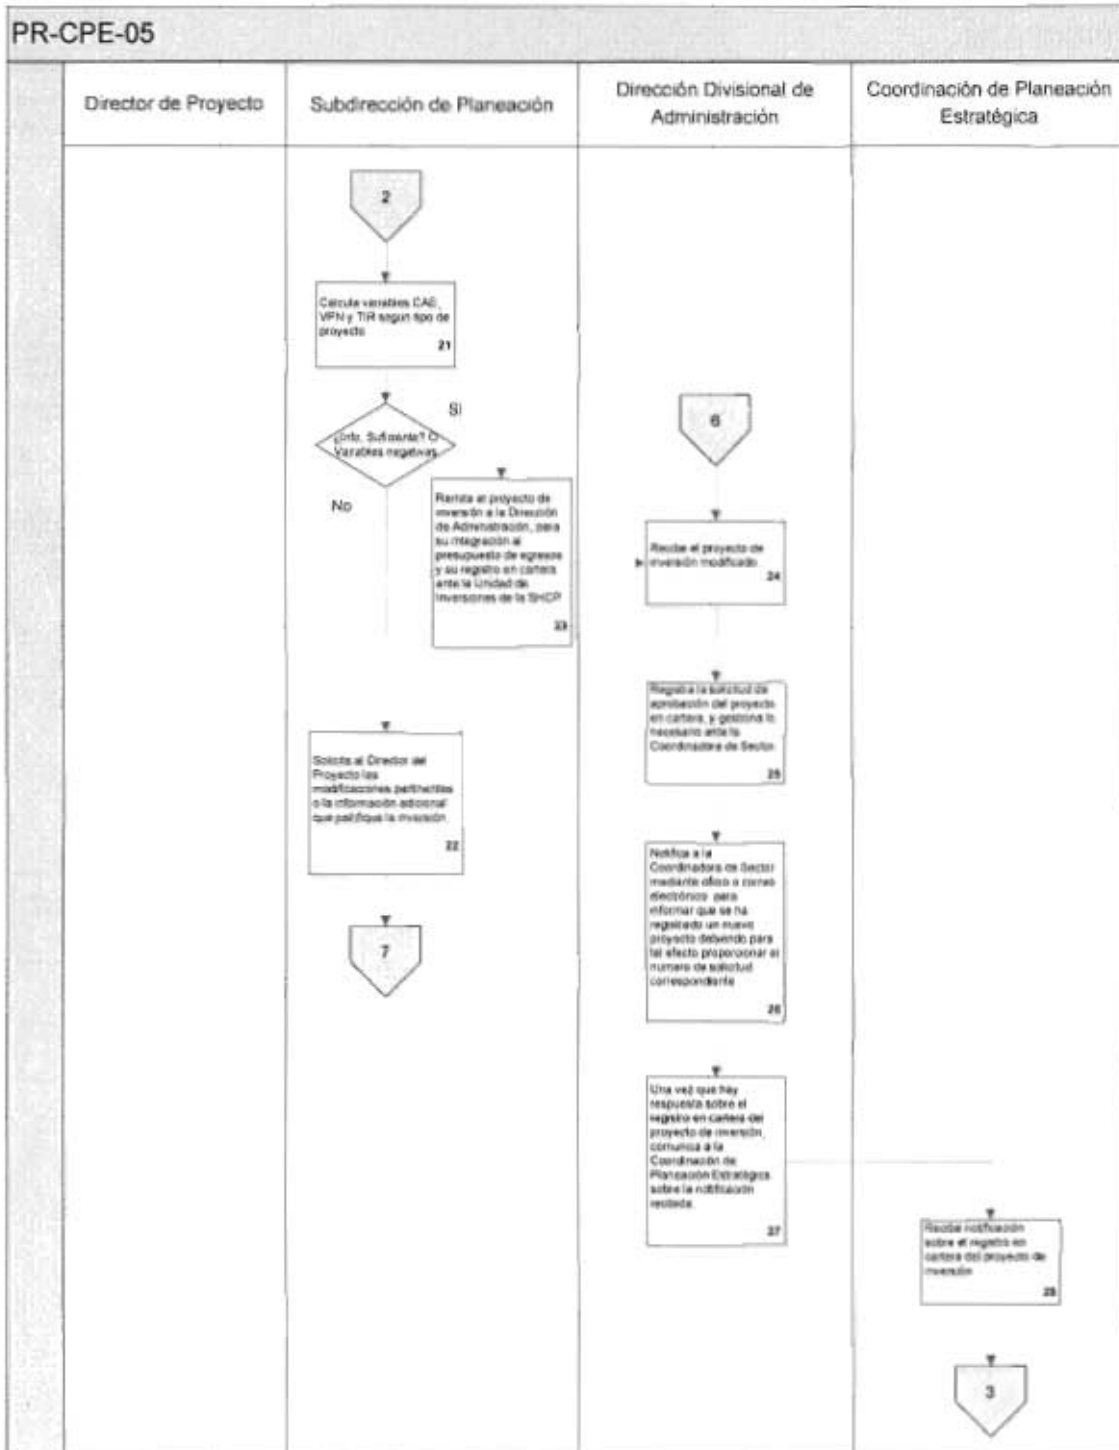 PR-CPE-05
Director de Proyecto
Subdirección de Planeación
Dirección Divisional de
Administración
Coordinación de Planeación
Estratégica
2
Calcula variables CAE,
VPN y TIR según tipo de
proyecto
21
¿Info. Suficiente? O
Variables negativas
Si
No
Remite el proyecto de
inversión a la Dirección
de Administración, para
su integración al
presupuesto de egresos
y su registro en cartera
ante la Unidad de
Inversiones de la SHCP
23
Solicita al Director del
Proyecto las
modificaciones pertinentes
o la información adicional
que justifique la inversión.
22
7
6
Recibe el proyecto de
inversión modificado
24
Registra la solicitud de
aprobación del proyecto
en cartera, y gestiona lo
necesario ante la
Coordinadora de Sector
25
Notifica a la
Coordinadora de Sector
mediante oficio o correo
electrónico para
informar que se ha
registrado un nuevo
proyecto debiendo para
tal efecto proporcionar el
numero de solicitud
correspondiente
26
Una vez que hay
respuesta sobre el
registro en cartera del
proyecto de inversión,
comunica a la
Coordinación de
Planeación Estratégica
sobre la notificación
recibida.
27
Recibe notificación
sobre el registro en
cartera del proyecto de
inversión
28
3